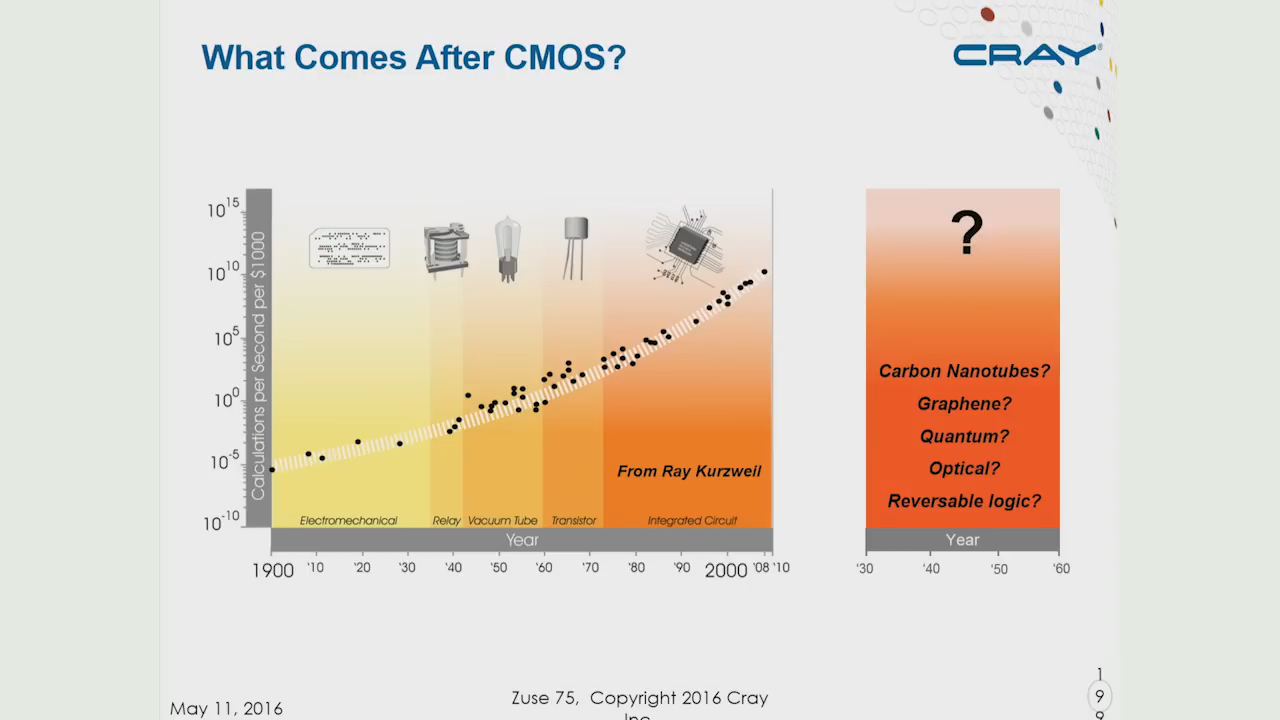 What Comes After CMOS?
CRAY
10^15
10^10
10^5
10^0
10^-5
10^-10
Calculations per Second per $1000
From Ray Kurzweil
Electromechanical Relay Vacuum Tube Transistor Integrated Circuit
Year
1900 '10 '20 '30 '40 '50 '60 '70 '80 '90 2000 '08 '10
?
Carbon Nanotubes?
Graphene?
Quantum?
Optical?
Reversable logic?
Year
'30 '40 '50 '60
May 11, 2016
Zuse 75, Copyright 2016 Cray
Inc
1
9
9